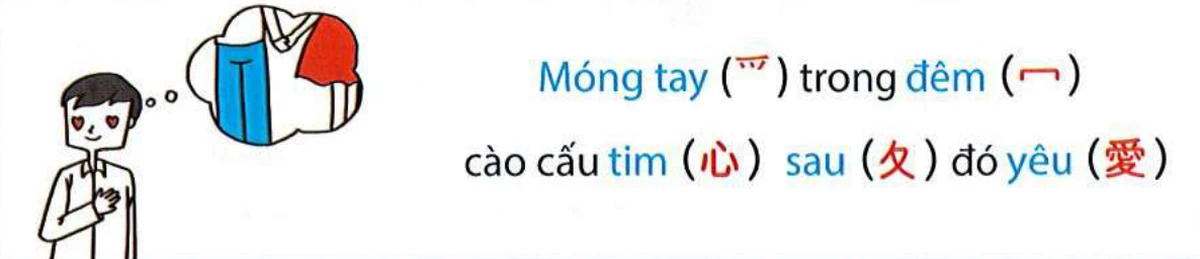 Móng tay (爫) trong đêm (冖)
cào cấu tim (心) sau (夂) đó yêu (愛)